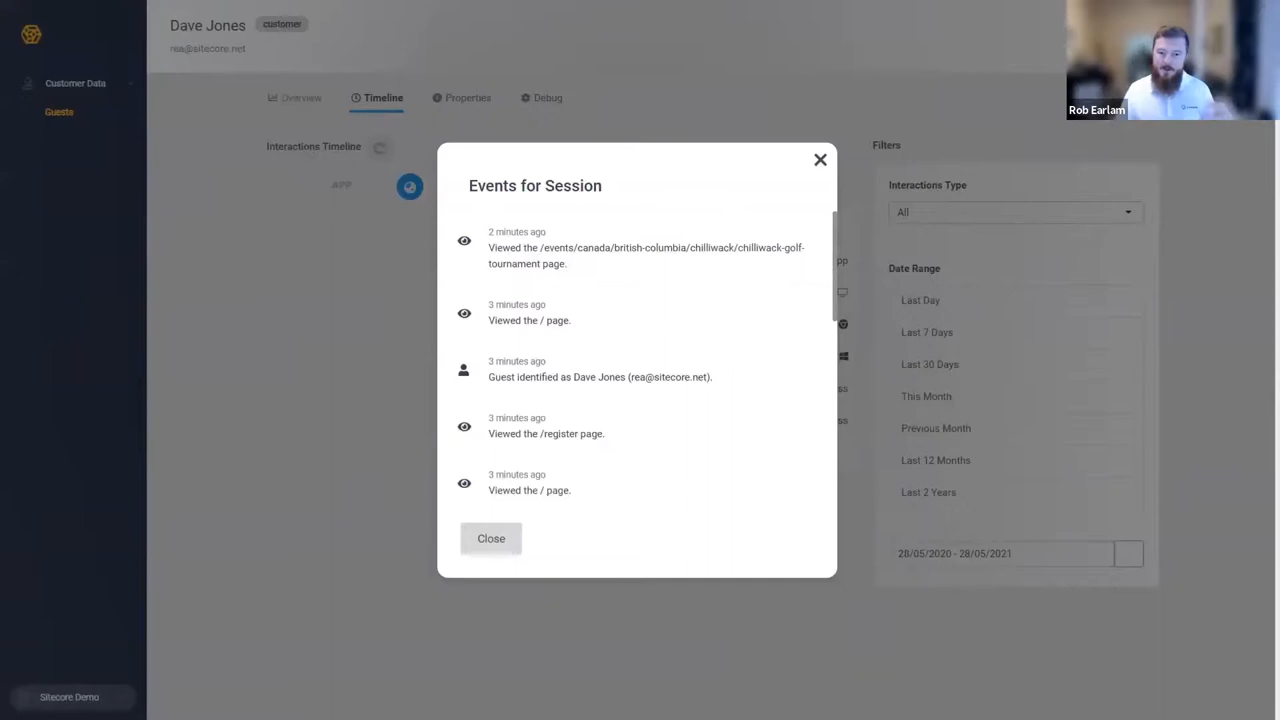 Dave Jones
customer
rea@sitecore.net
Rob Earlam
Customer Data
Guests
Overview
Timeline
Properties
Debug
Interactions Timeline
APP
Events for Session
2 minutes ago
Viewed the /events/canada/british-columbia/chilliwack/chilliwack-golf-
tournament page.
3 minutes ago
Viewed the / page.
3 minutes ago
Guest identified as Dave Jones (rea@sitecore.net).
3 minutes ago
Viewed the /register page.
3 minutes ago
Viewed the / page.
Close
pp
ss
ss
Filters
Interactions Type
All
Date Range
Last Day
Last 7 Days
Last 30 Days
This Month
Previous Month
Last 12 Months
Last 2 Years
28/05/2020 - 28/05/2021
Sitecore Demo